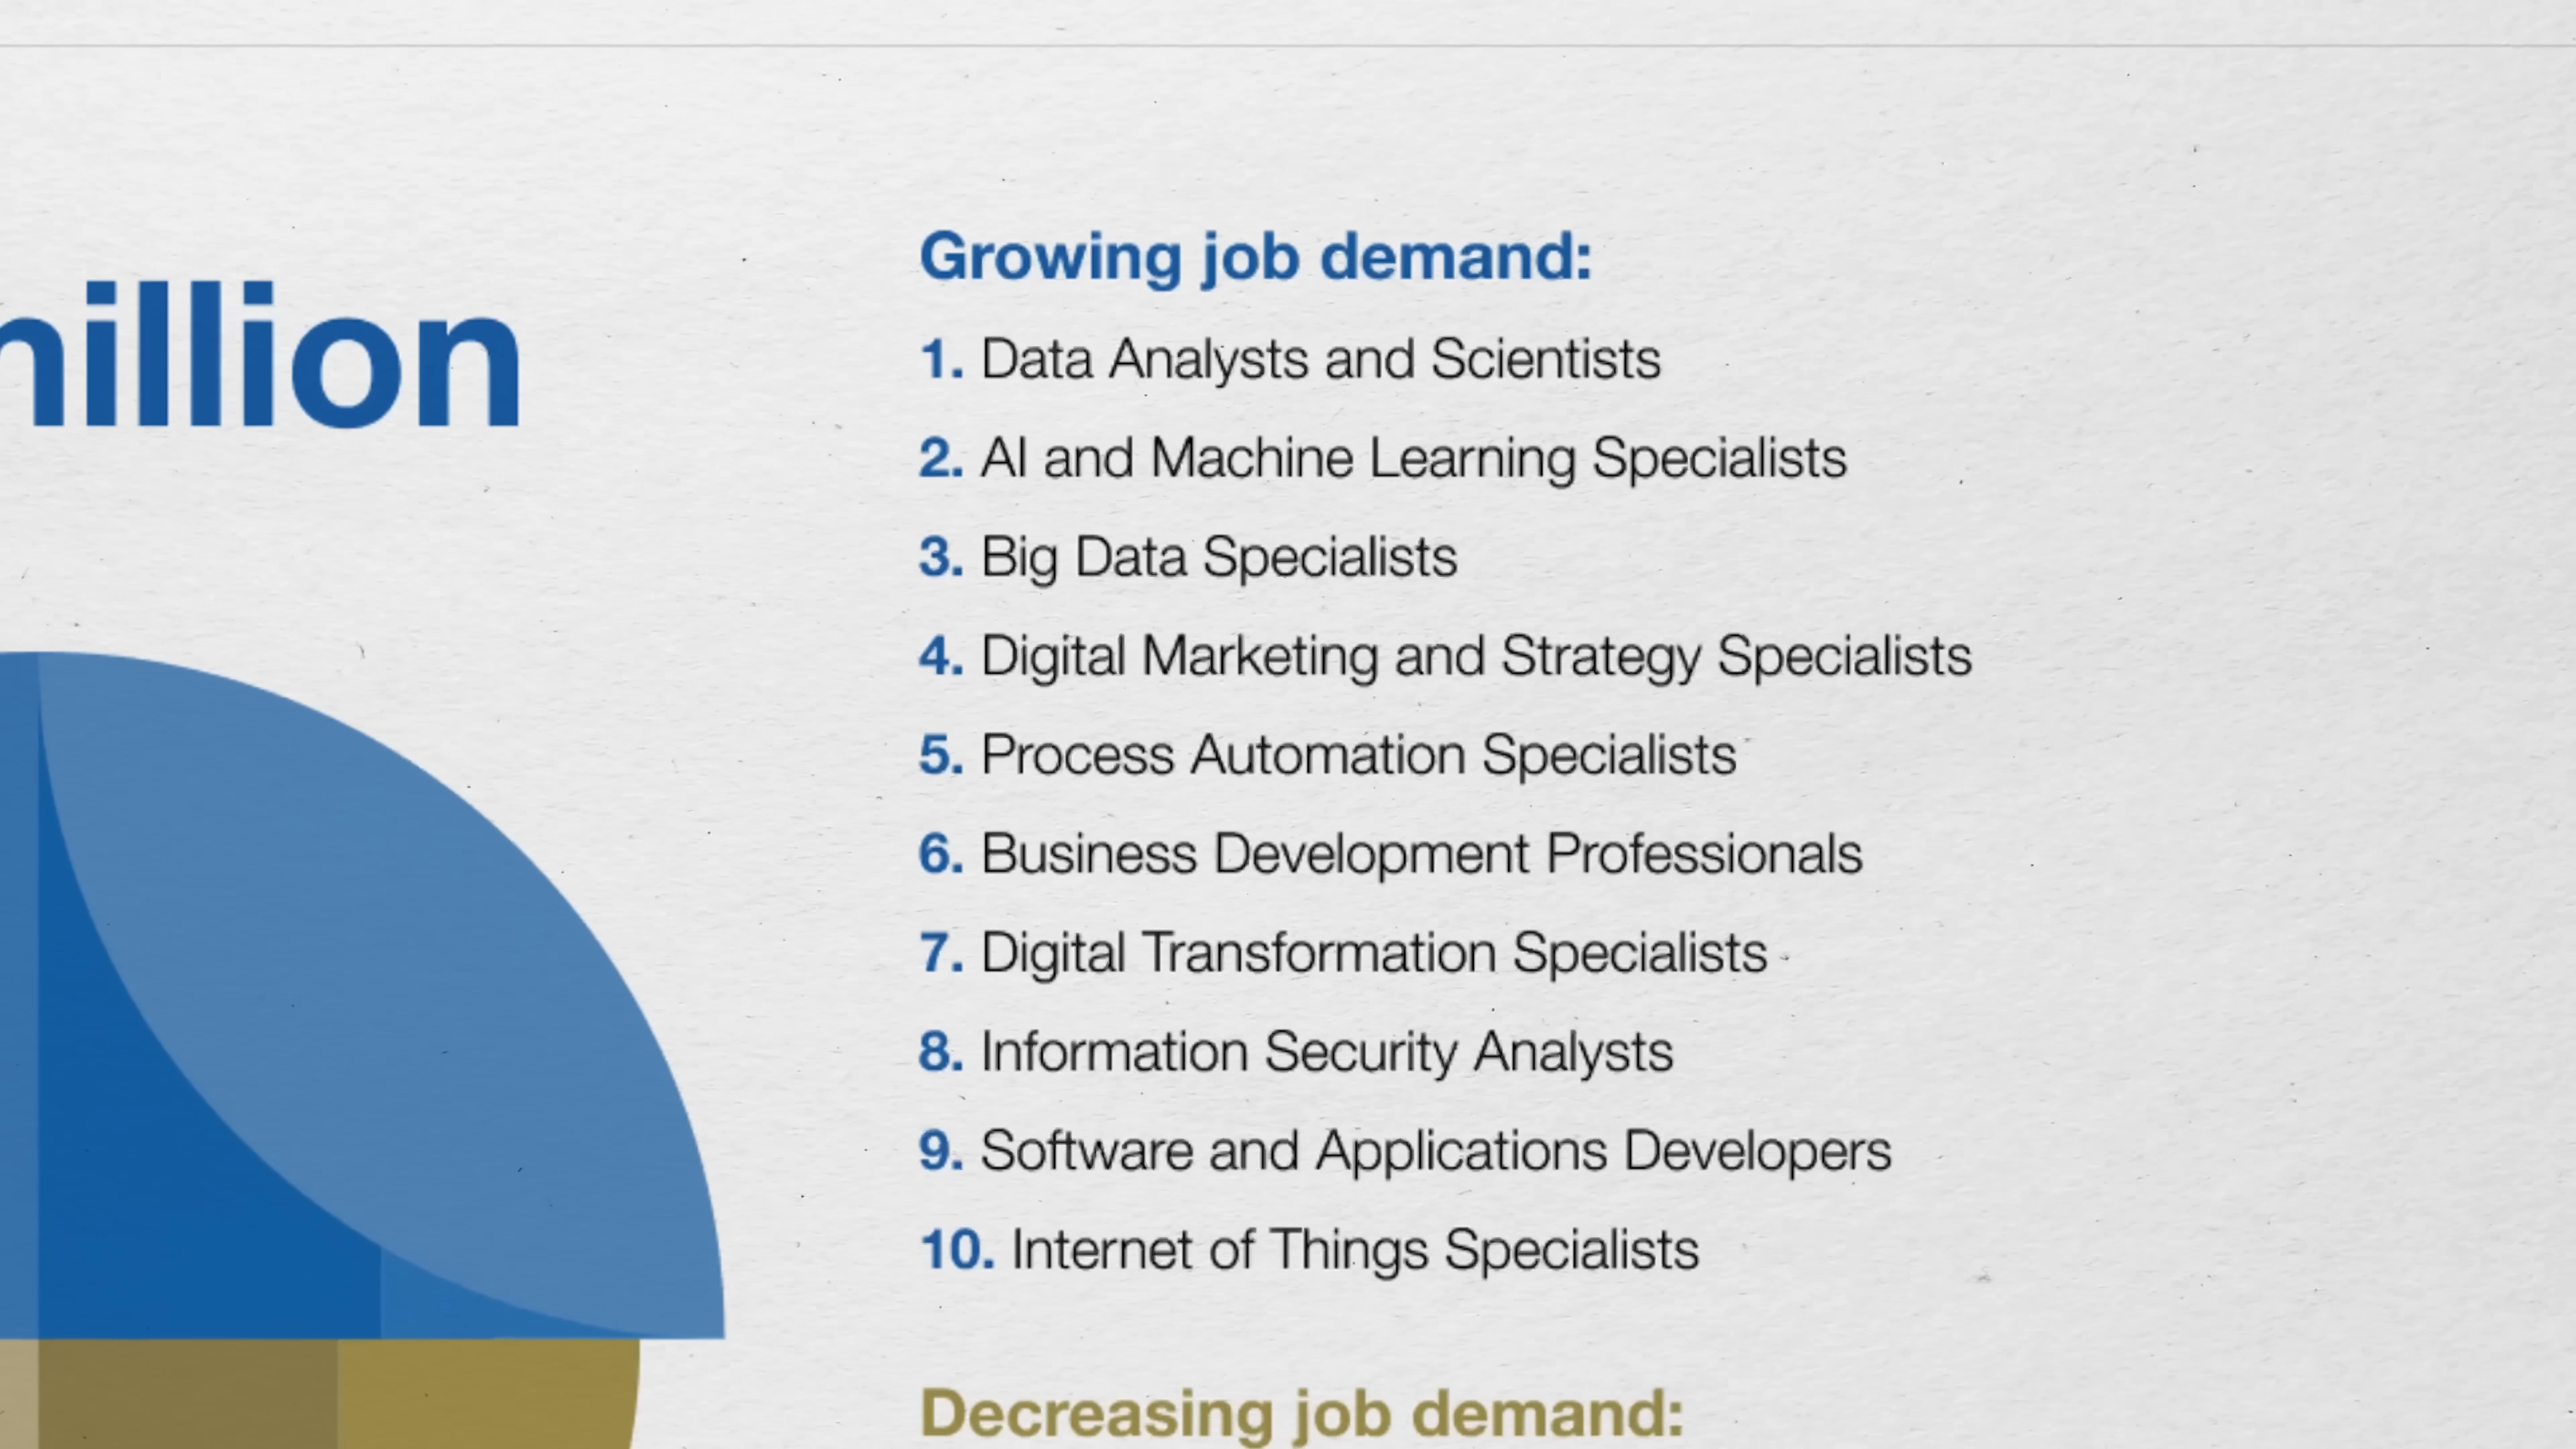 Growing job demand:
million
1. Data Analysts and Scientists
2. AI and Machine Learning Specialists
3. Big Data Specialists
4. Digital Marketing and Strategy Specialists
5. Process Automation Specialists
6. Business Development Professionals
7. Digital Transformation Specialists
8. Information Security Analysts
9. Software and Applications Developers
10. Internet of Things Specialists
Decreasing job demand: